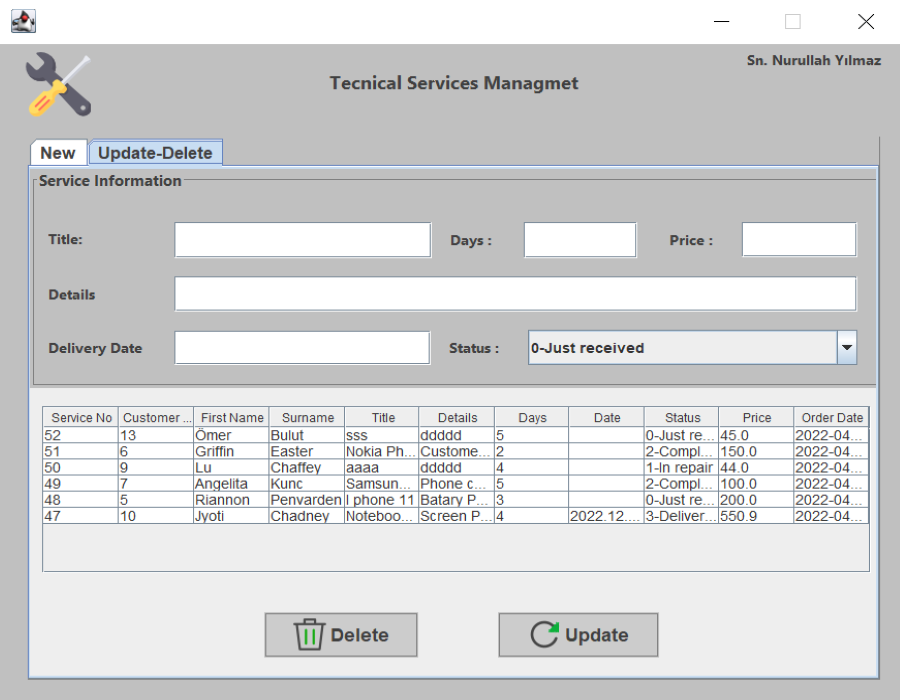 Sn. Nurullah Yılmaz
Tecnical Services Managmet
New Update-Delete
Service Information
Title: Days : Price :
Details
Delivery Date Status : 0-Just received
Service No Customer ... First Name Surname Title Details Days Date Status Price Order Date
52 13 Ömer Bulut sss ddddd 5 0-Just re... 45.0 2022-04...
51 6 Griffin Easter Nokia Ph... Custome... 2 2-Compl... 150.0 2022-04...
50 9 Lu Chaffey aaaa ddddd 4 1-In repair 44.0 2022-04...
49 7 Angelita Kunc Samsun... Phone c... 5 2-Compl... 100.0 2022-04...
48 5 Riannon Penvarden I phone 11 Batary P... 3 0-Just re... 200.0 2022-04...
47 10 Jyoti Chadney Noteboo... Screen P... 4 2022.12.... 3-Deliver... 550.9 2022-04...
Delete Update